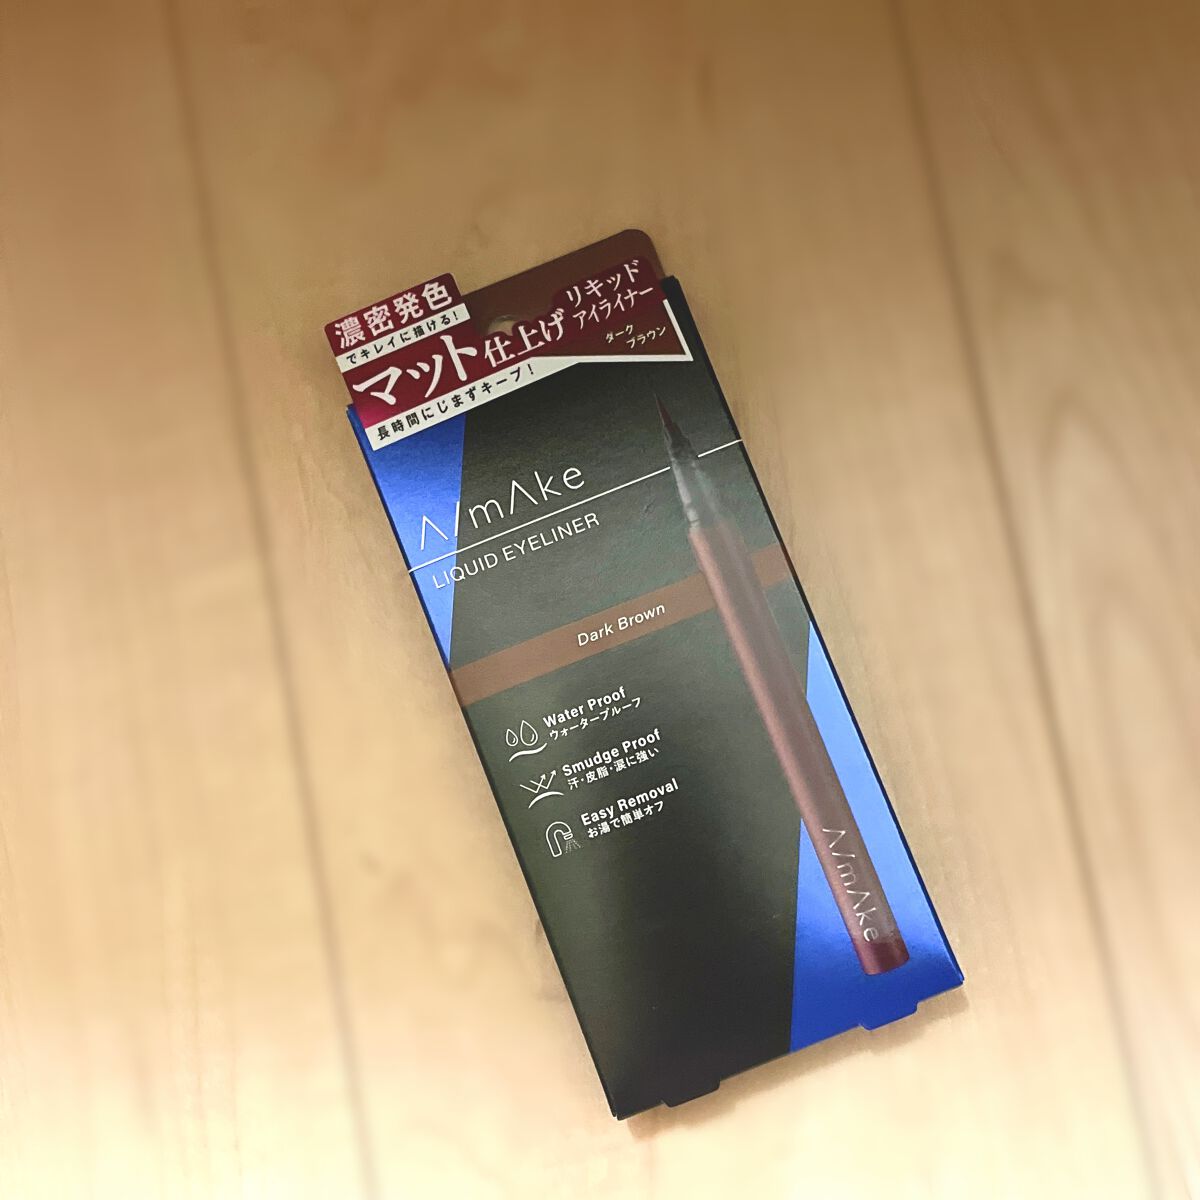 濃密発色
でキレイに描ける!
マット仕上げ
長時間にじまずキープ!
リキッド
アイライナー
ダーク
ブラウン
A/mAke
LIQUID EYELINER
Dark Brown
Water Proof
ウォータープルーフ
Smudge Proof
汗・皮脂・涙に強い
Easy Removal
お湯で簡単オフ
A/mAke